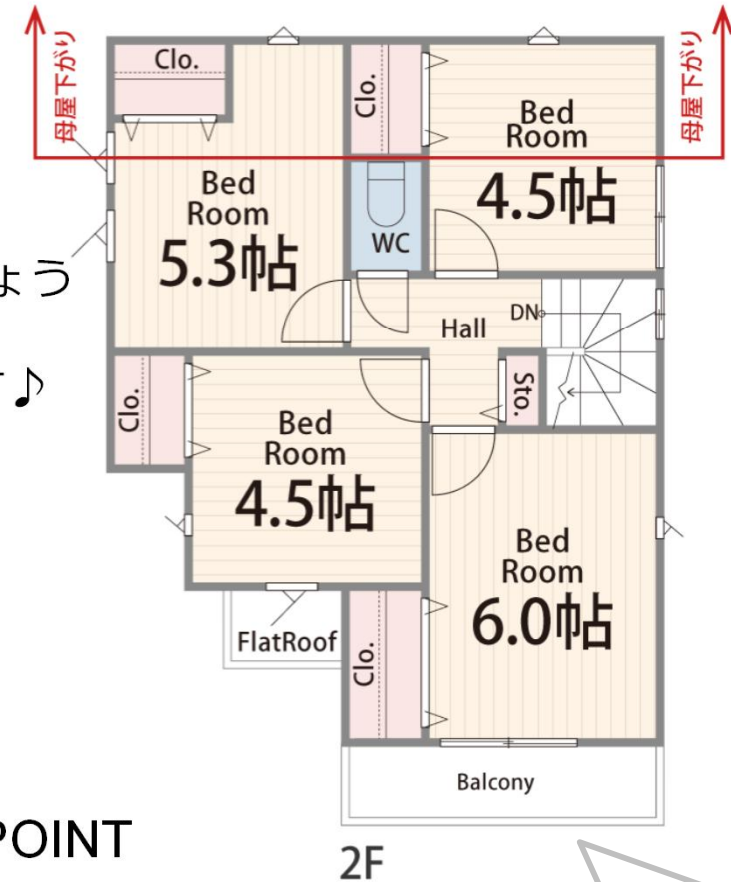 母屋下がり
母屋下がり
Clo.
Clo.
Bed
Room
4.5帖
Bed
Room
5.3帖
WC
ょう
Hall
DN
♪
Clo.
Sto.
Bed
Room
4.5帖
Bed
Room
6.0帖
FlatRoof
Clo.
Balcony
POINT
2F